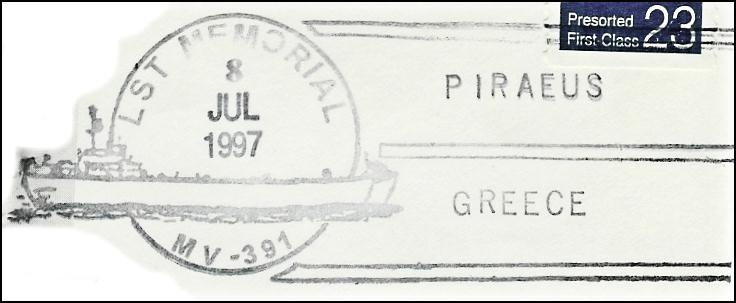 LST MEMORIAL
8
JUL
1997
MV-391
Presorted
First-Class 23
PIRAEUS
GREECE